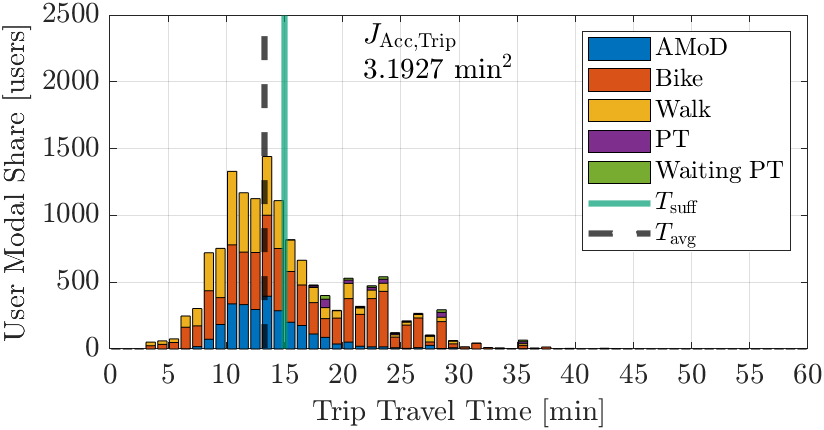 2500
2000
1500
1000
500
0
User Modal Share [users]
J_Acc,Trip
3.1927 min²
AMoD
Bike
Walk
PT
Waiting PT
T_suff
T_avg
0 5 10 15 20 25 30 35 40 45 50 55 60
Trip Travel Time [min]